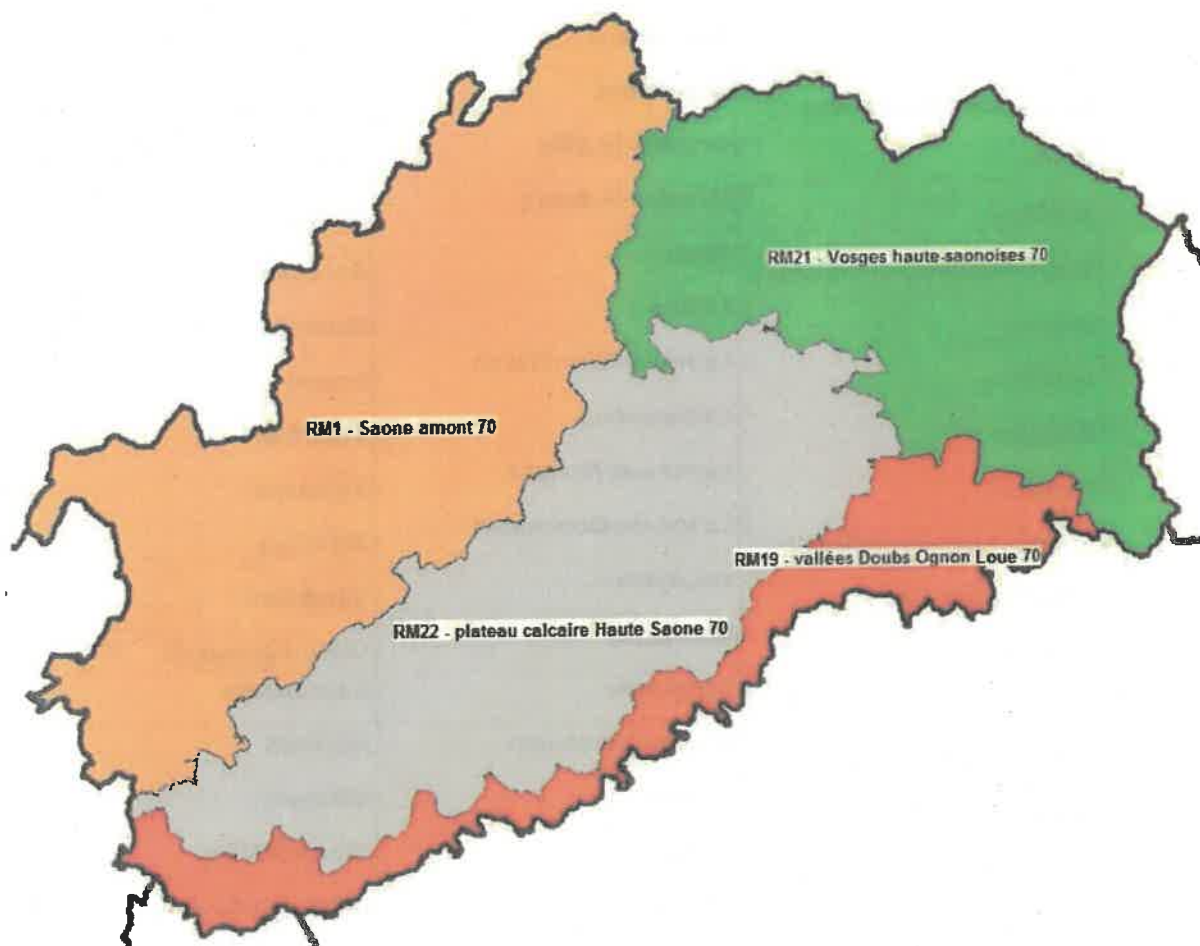 RM21 - Vosges haute-saonoises 70
RM1 - Saone amont 70
RM19 - vallées Doubs Ognon Loue 70
RM22 - plateau calcaire Haute Saone 70